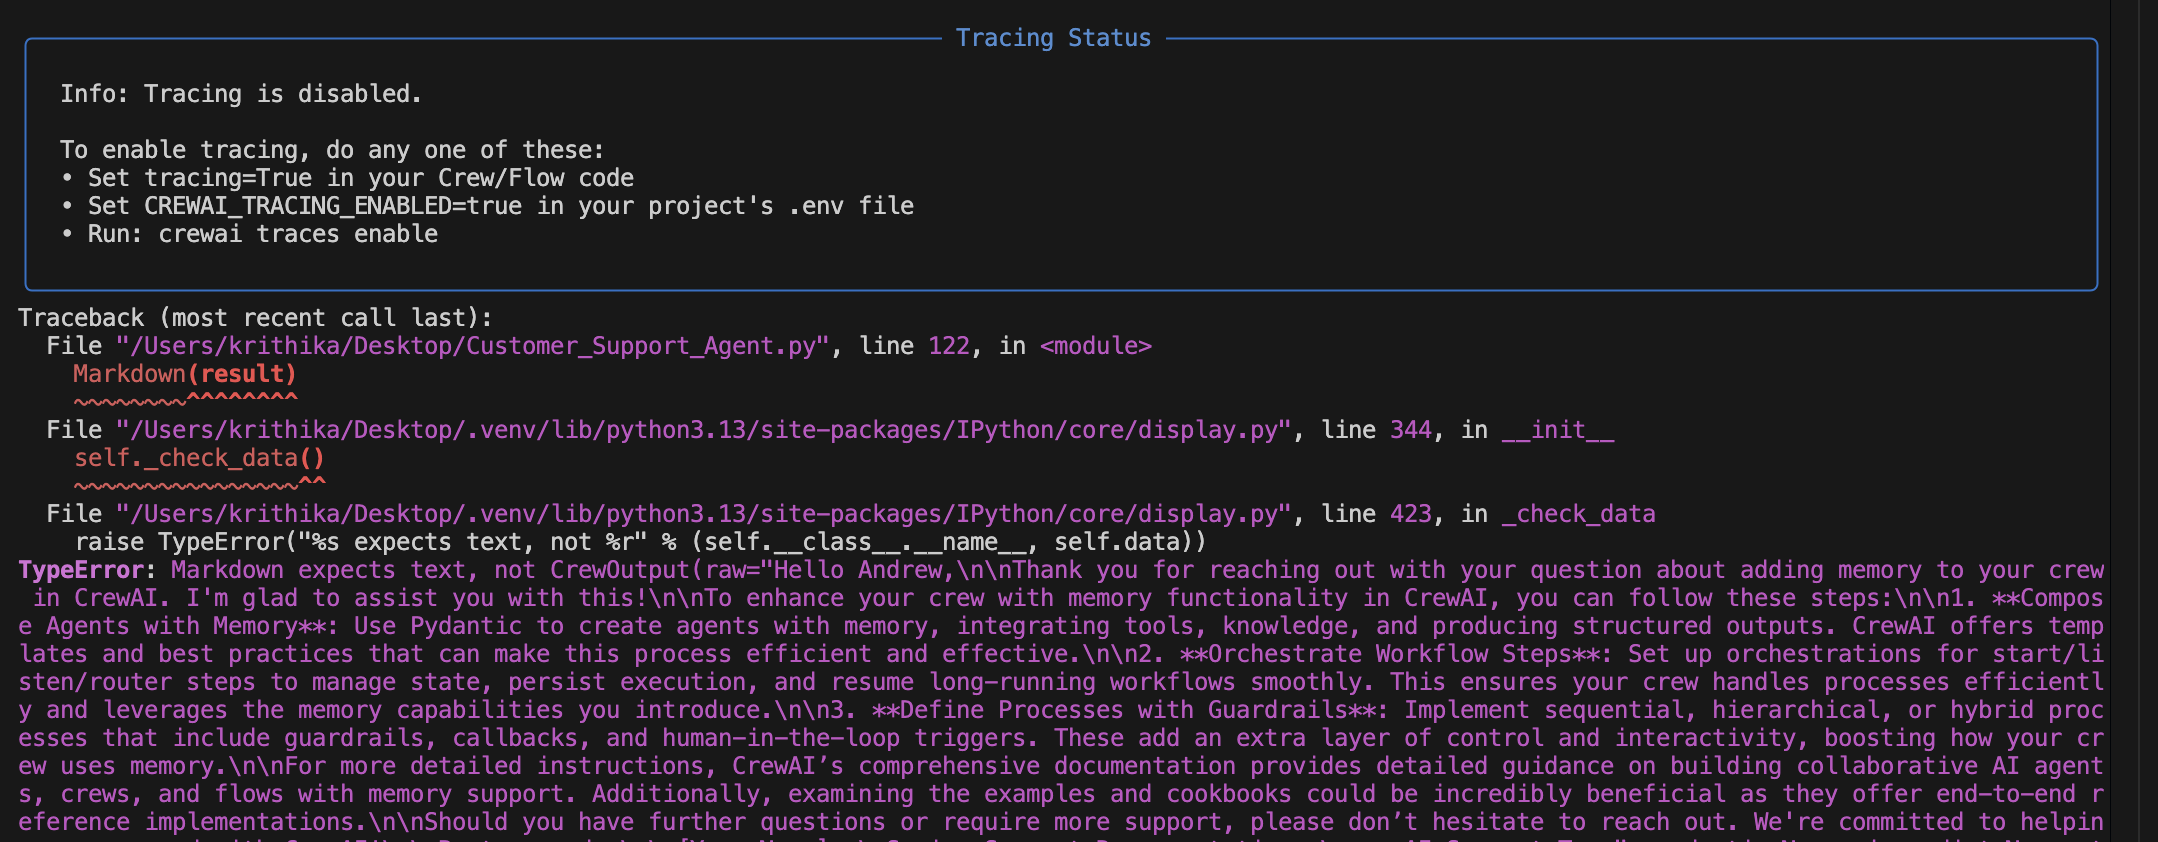 Tracing Status
Info: Tracing is disabled.
To enable tracing, do any one of these:
• Set tracing=True in your Crew/Flow code
• Set CREWAI_TRACING_ENABLED=true in your project's .env file
• Run: crewai traces enable
Traceback (most recent call last):
  File "/Users/krithika/Desktop/Customer_Support_Agent.py", line 122, in <module>
    Markdown(result)
    ~~~~~~~~^^^^^^^^
  File "/Users/krithika/Desktop/.venv/lib/python3.13/site-packages/IPython/core/display.py", line 344, in __init__
    self._check_data()
    ~~~~~~~~~~~~~~~~^^
  File "/Users/krithika/Desktop/.venv/lib/python3.13/site-packages/IPython/core/display.py", line 423, in _check_data
    raise TypeError("%s expects text, not %r" % (self.__class__.__name__, self.data))
TypeError: Markdown expects text, not CrewOutput(raw="Hello Andrew,\n\nThank you for reaching out with your question about adding memory to your crew
 in CrewAI. I'm glad to assist you with this!\n\nTo enhance your crew with memory functionality in CrewAI, you can follow these steps:\n\n1. **Compos
e Agents with Memory**: Use Pydantic to create agents with memory, integrating tools, knowledge, and producing structured outputs. CrewAI offers temp
lates and best practices that can make this process efficient and effective.\n\n2. **Orchestrate Workflow Steps**: Set up orchestrations for start/li
sten/router steps to manage state, persist execution, and resume long-running workflows smoothly. This ensures your crew handles processes efficientl
y and leverages the memory capabilities you introduce.\n\n3. **Define Processes with Guardrails**: Implement sequential, hierarchical, or hybrid proc
esses that include guardrails, callbacks, and human-in-the-loop triggers. These add an extra layer of control and interactivity, boosting how your cr
ew uses memory.\n\nFor more detailed instructions, CrewAI’s comprehensive documentation provides detailed guidance on building collaborative AI agent
s, crews, and flows with memory support. Additionally, examining the examples and cookbooks could be incredibly beneficial as they offer end-to-end r
eference implementations.\n\nShould you have further questions or require more support, please don’t hesitate to reach out. We're committed to helpin